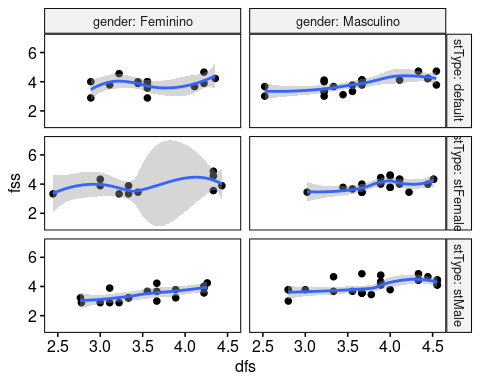 gender: Feminino
gender: Masculino
6
4
2
stType: default
fss
6
4
2
stType: stFemale
6
4
2
stType: stMale
2.5 3.0 3.5 4.0 4.5
2.5 3.0 3.5 4.0 4.5
dfs